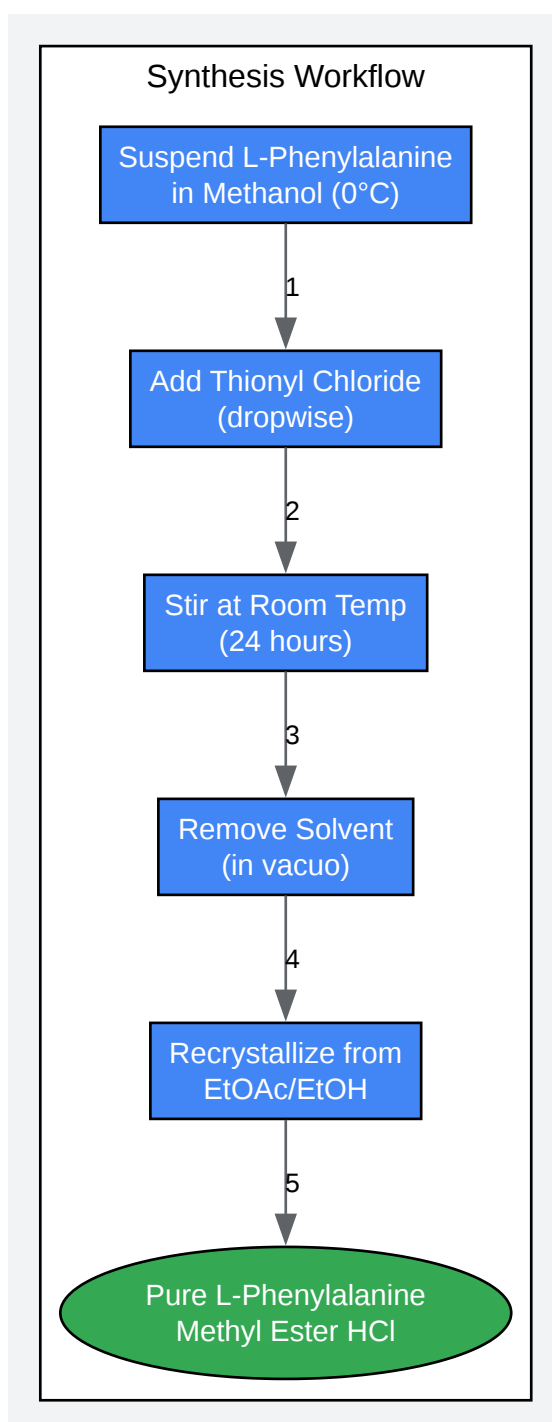 Synthesis Workflow
Suspend L-Phenylalanine
in Methanol (0°C)
1
Add Thionyl Chloride
(dropwise)
2
Stir at Room Temp
(24 hours)
3
Remove Solvent
(in vacuo)
4
Recrystallize from
EtOAc/EtOH
5
Pure L-Phenylalanine
Methyl Ester HCl